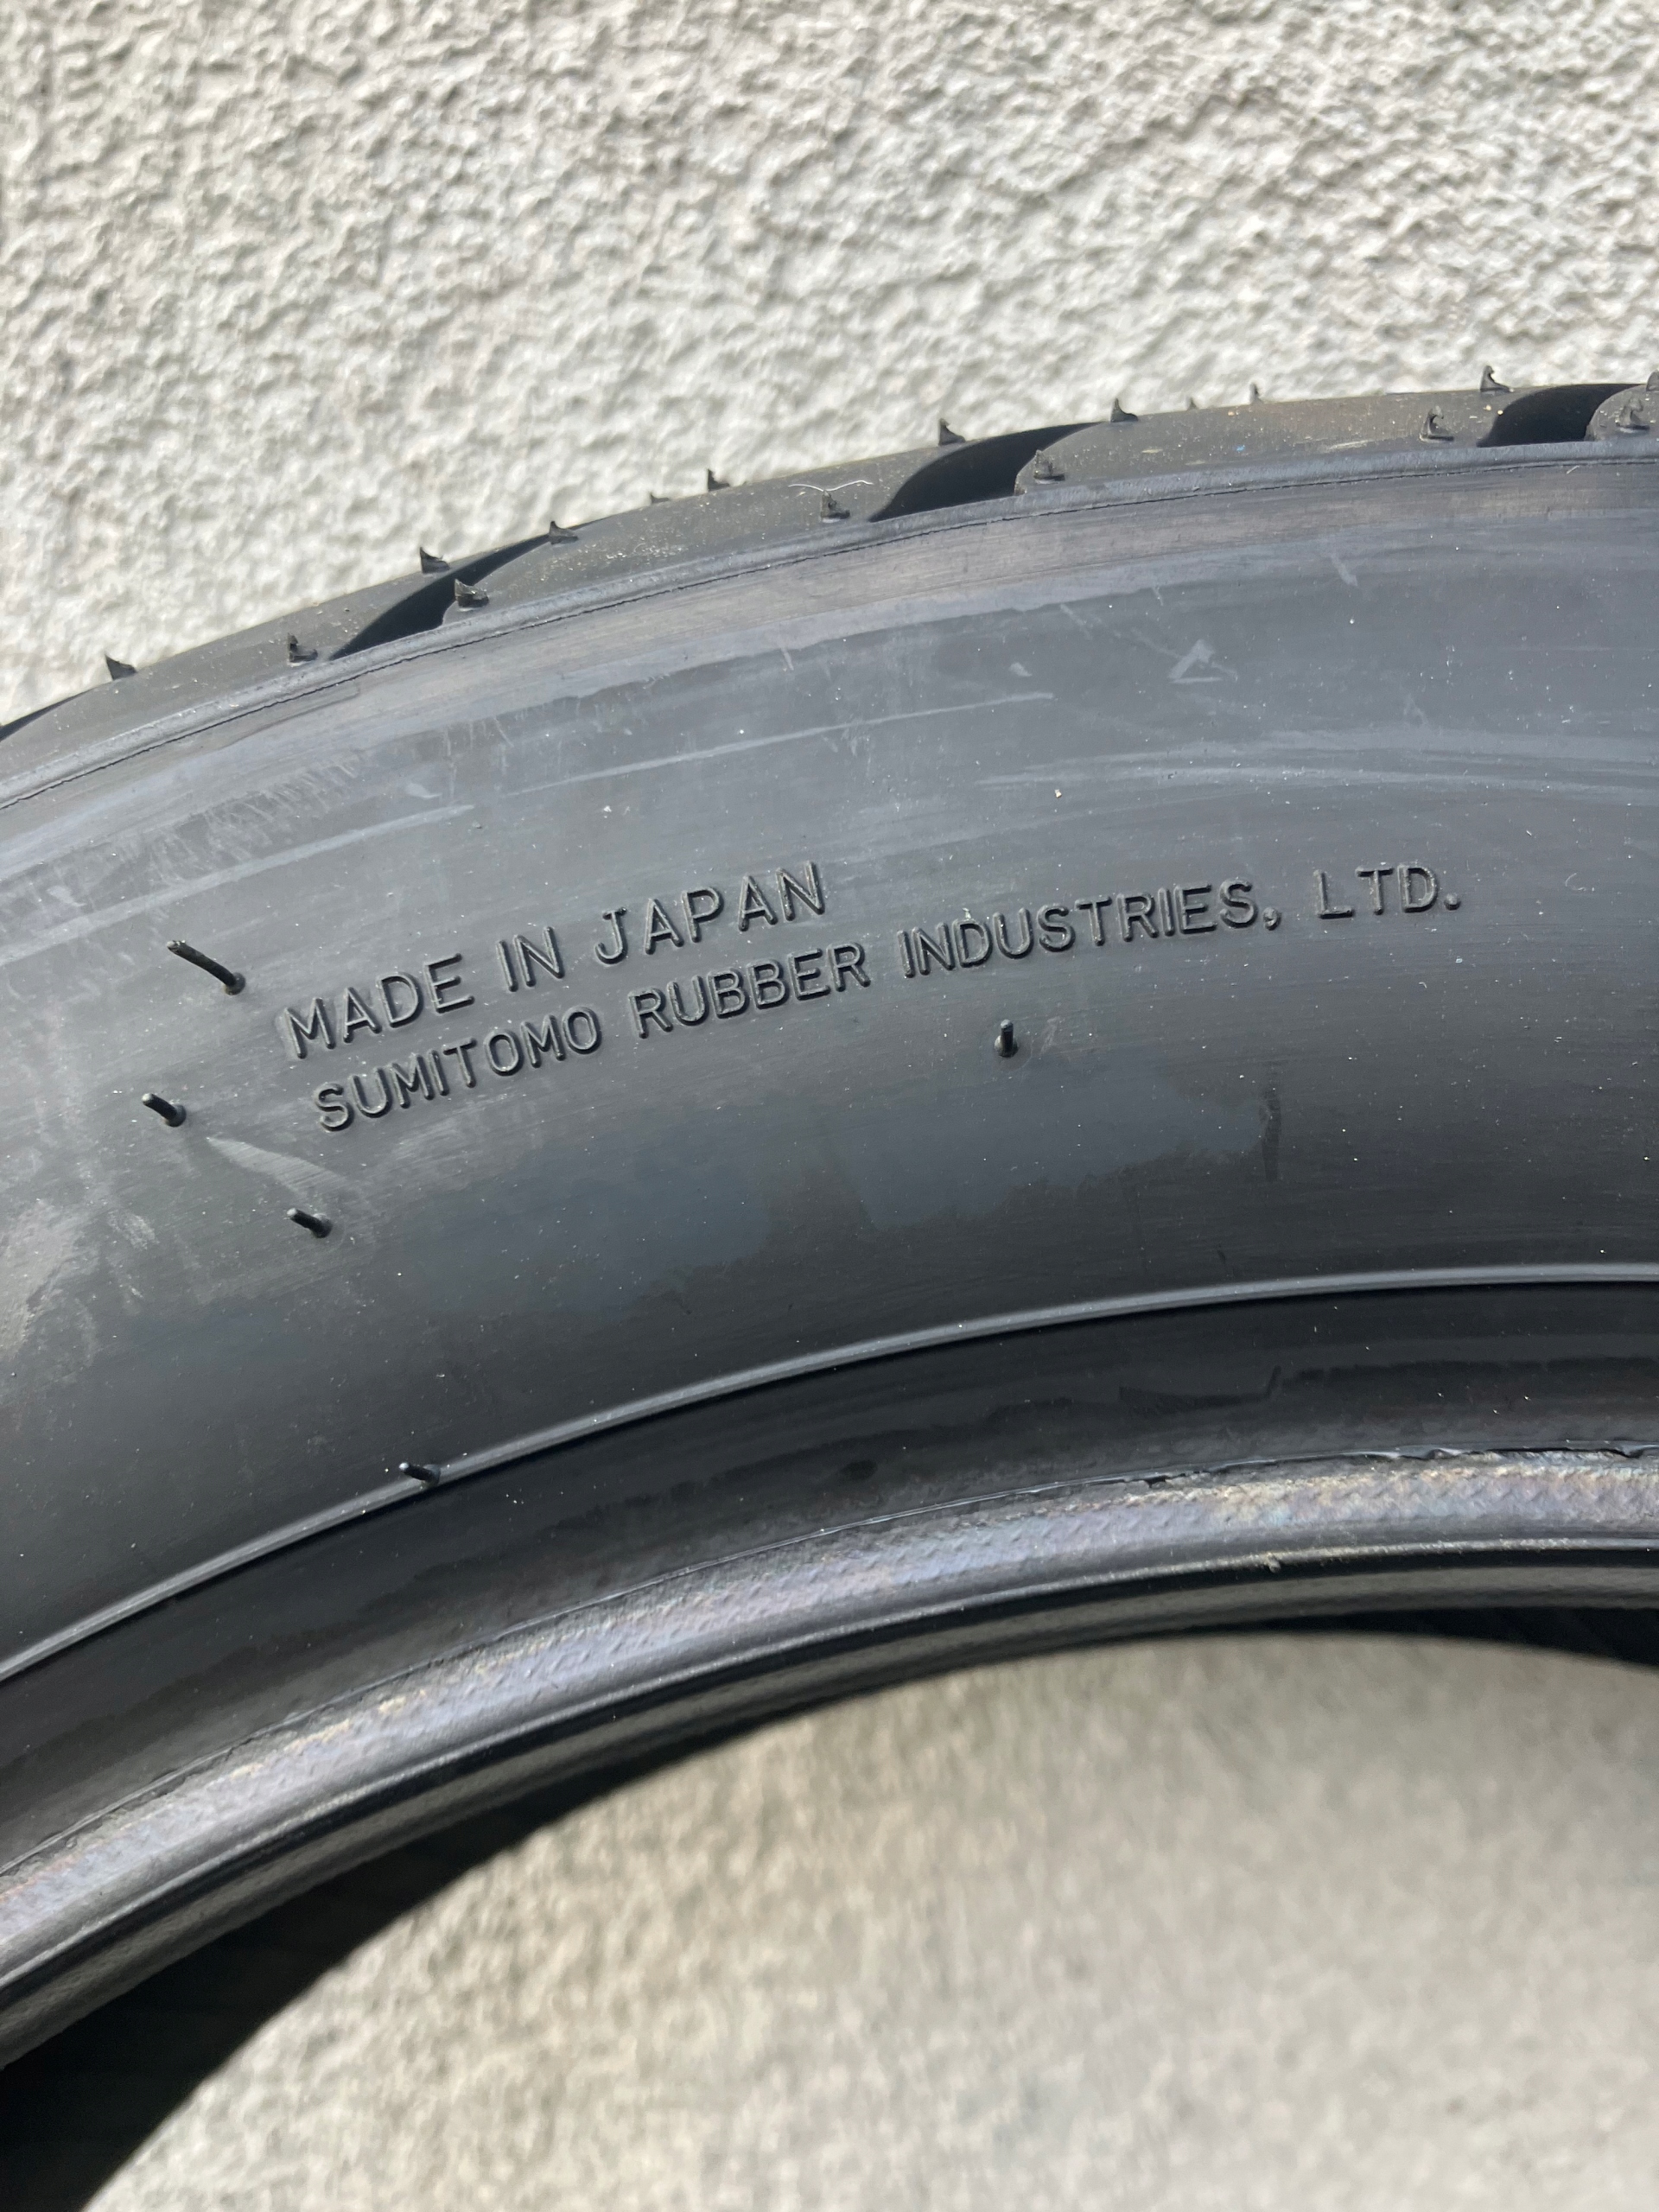 MADE IN JAPAN
SUMITOMO RUBBER INDUSTRIES, LTD.